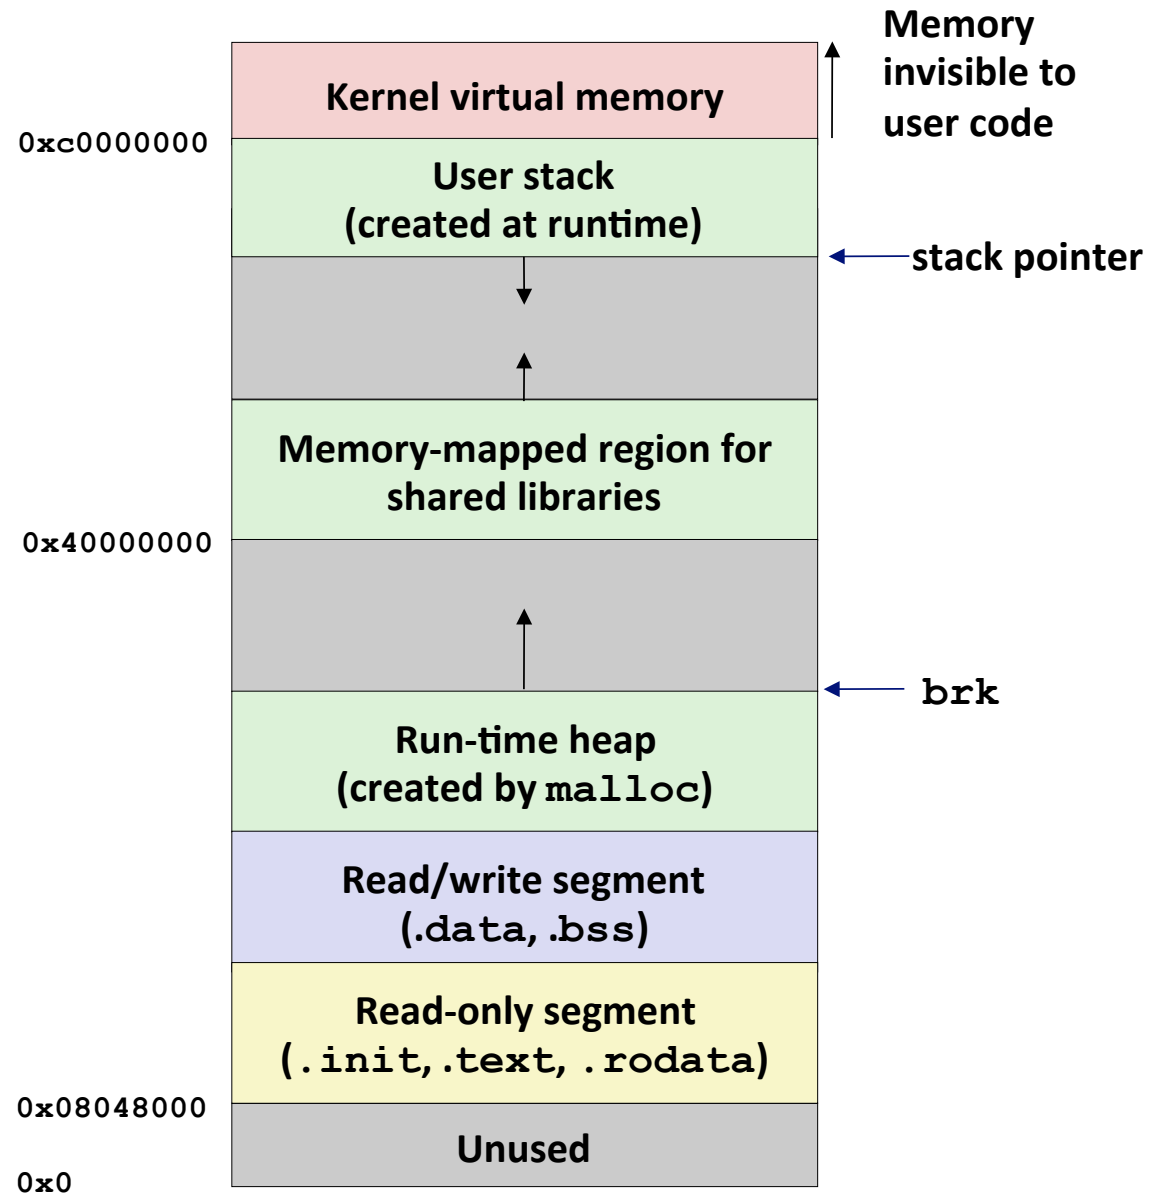 Memory
invisible to
user code
Kernel virtual memory
0xc0000000
User stack
(created at runtime)
stack pointer
Memory-mapped region for
shared libraries
0x40000000
brk
Run-time heap
(created by malloc)
Read/write segment
(.data, .bss)
Read-only segment
(.init, .text, .rodata)
0x08048000
Unused
0x0